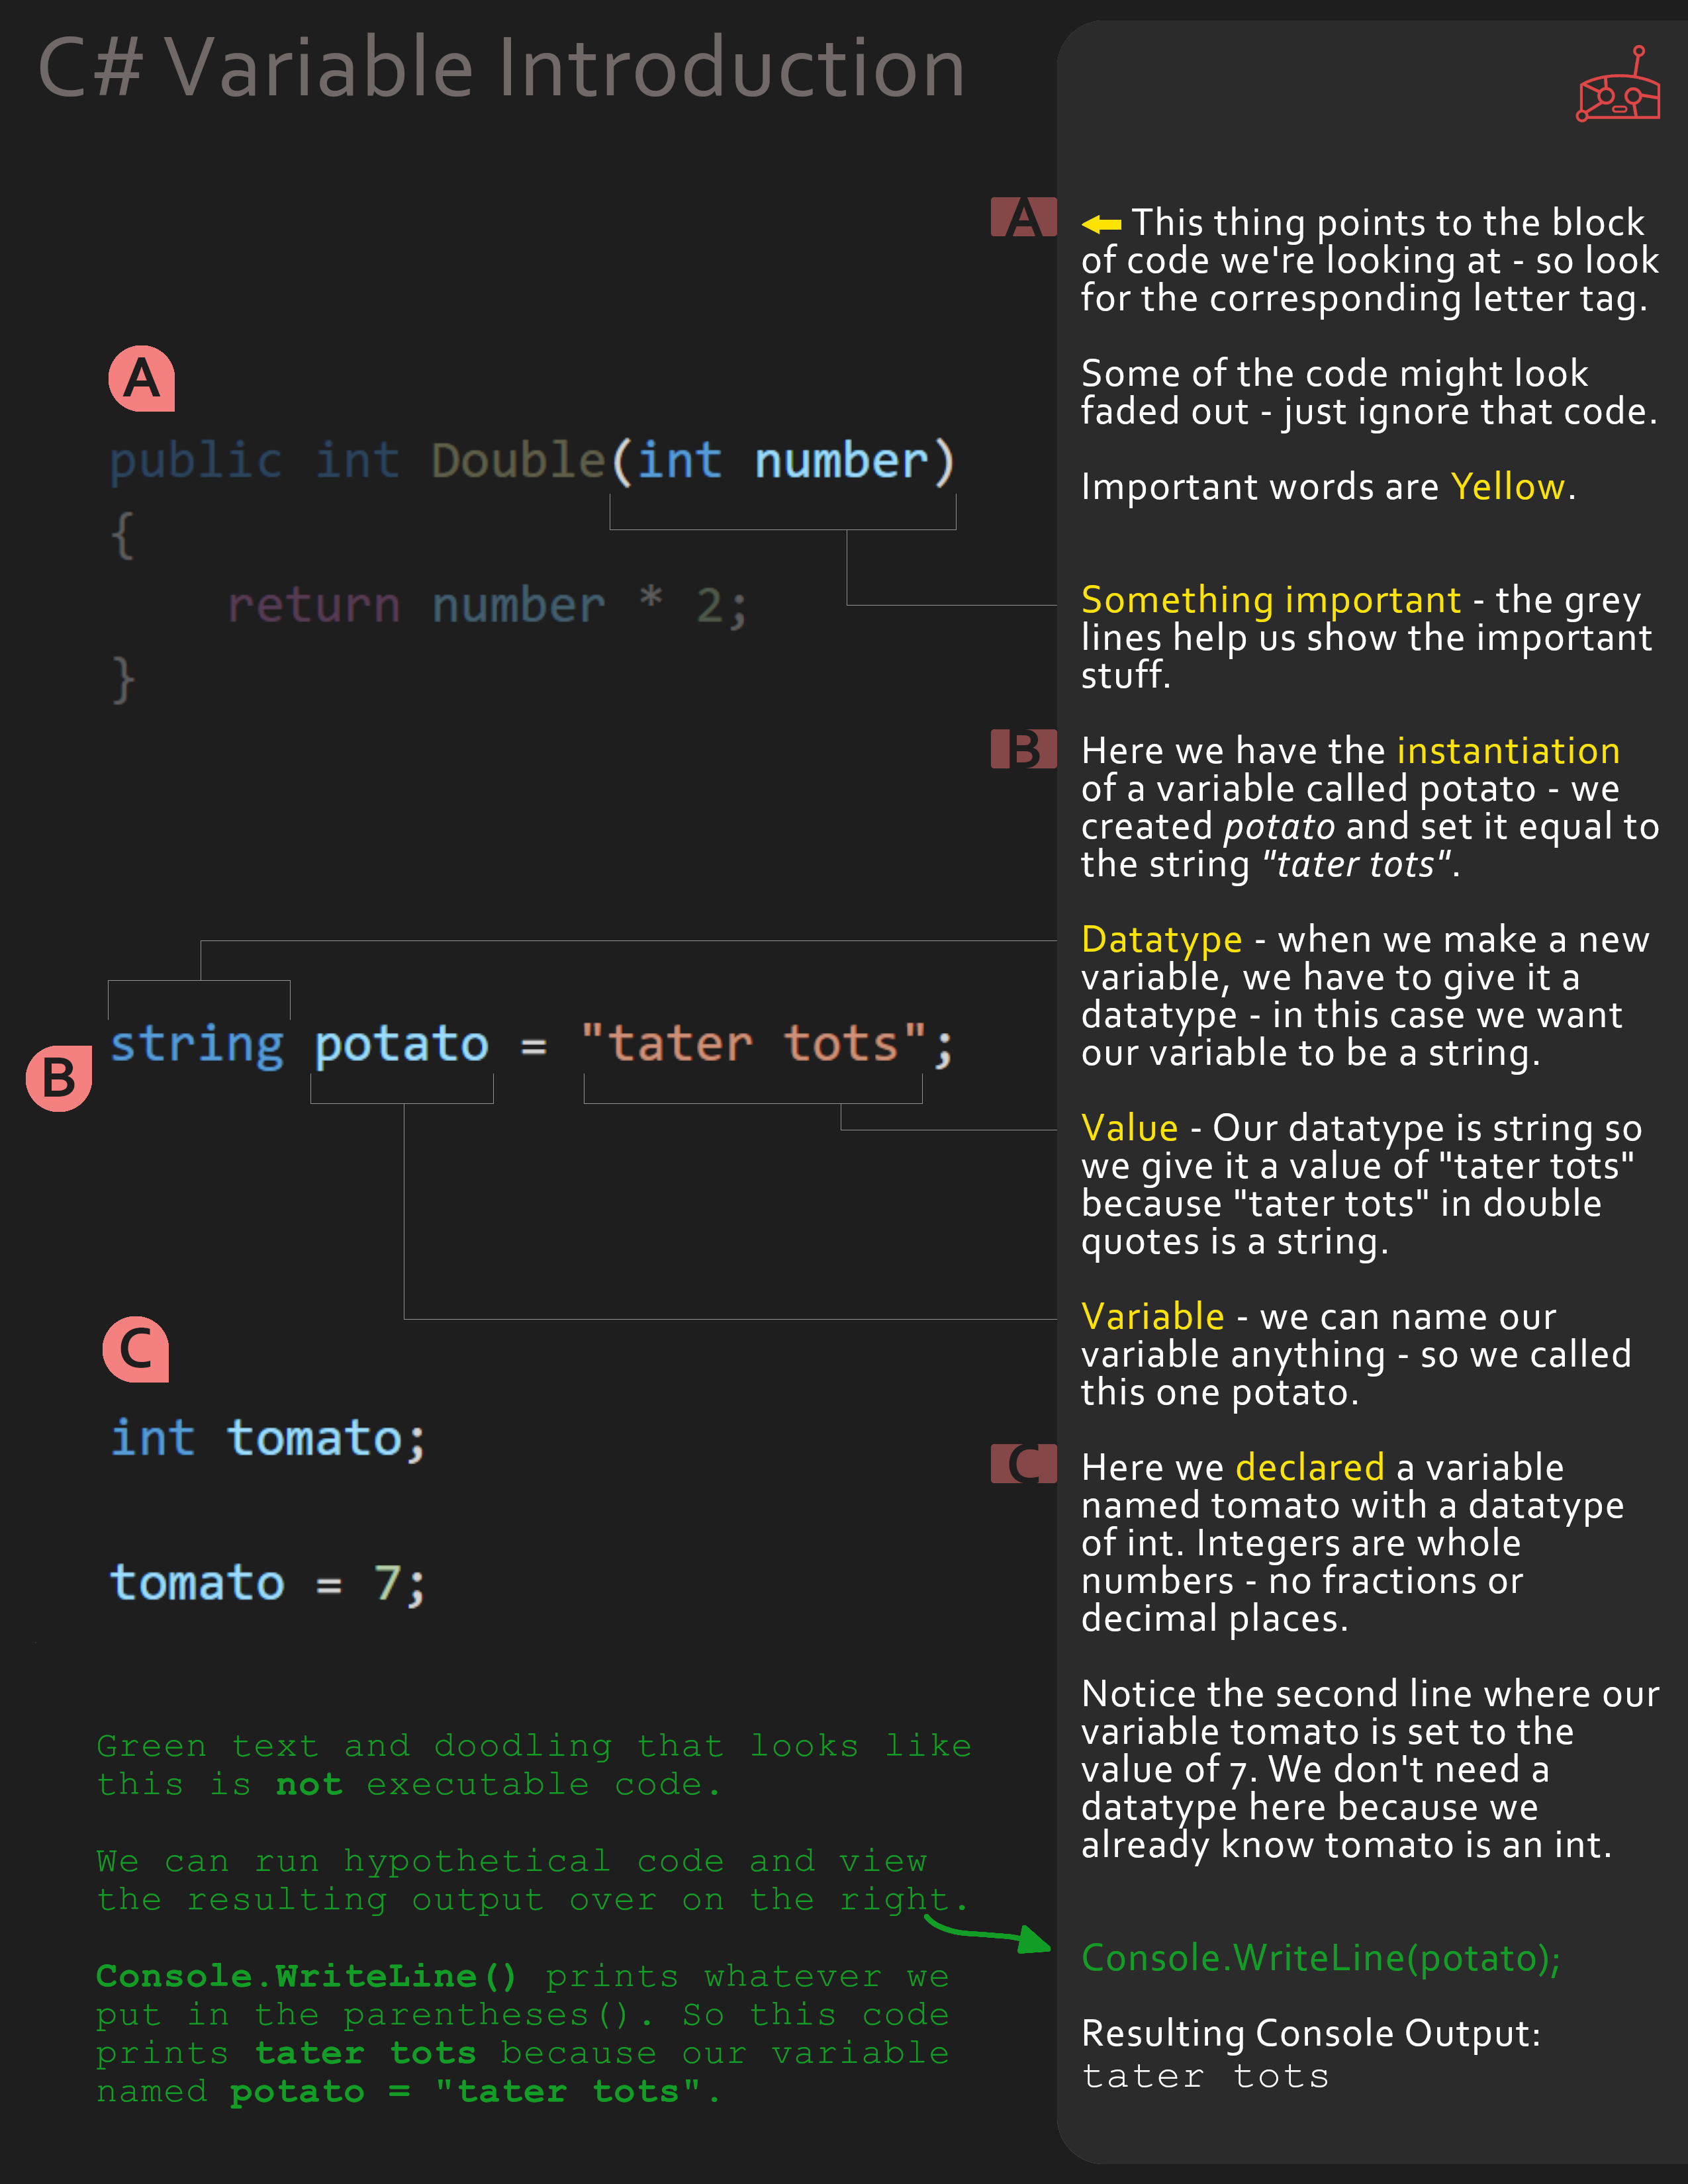 C# Variable Introduction
A
public int Double(int number)
{
return number * 2;
}
B
string potato = "tater tots";
C
int tomato;
tomato = 7;
Green text and doodling that looks like
this is not executable code.
We can run hypothetical code and view
the resulting output over on the right.
Console.WriteLine() prints whatever we
put in the parentheses(). So this code
prints tater tots because our variable
named potato = "tater tots".
A
This thing points to the block
of code we're looking at - so look
for the corresponding letter tag.
Some of the code might look
faded out - just ignore that code.
Important words are Yellow.
Something important - the grey
lines help us show the important
stuff.
B
Here we have the instantiation
of a variable called potato - we
created potato and set it equal to
the string "tater tots".
Datatype - when we make a new
variable, we have to give it a
datatype - in this case we want
our variable to be a string.
Value - Our datatype is string so
we give it a value of "tater tots"
because "tater tots" in double
quotes is a string.
Variable - we can name our
variable anything - so we called
this one potato.
C
Here we declared a variable
named tomato with a datatype
of int. Integers are whole
numbers - no fractions or
decimal places.
Notice the second line where our
variable tomato is set to the
value of 7. We don't need a
datatype here because we
already know tomato is an int.
Console.WriteLine(potato);
Resulting Console Output:
tater tots